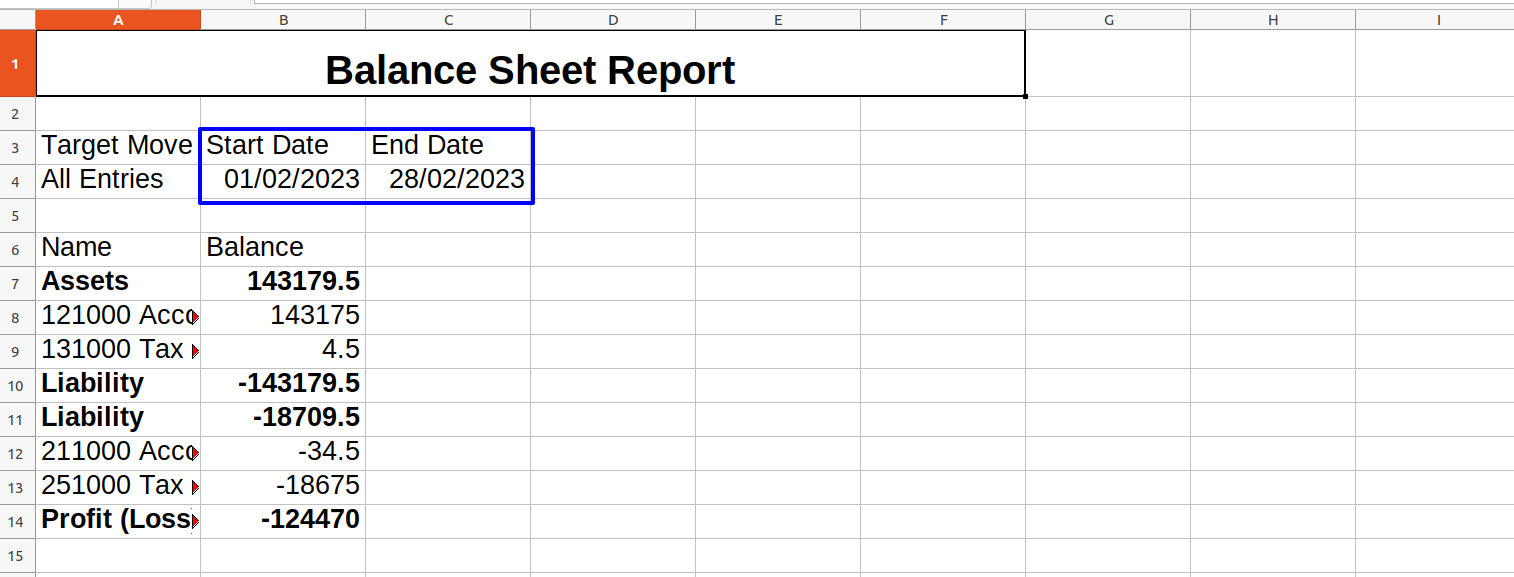 A B C D E F G H I
1 Balance Sheet Report
2
3 Target Move Start Date End Date
4 All Entries 01/02/2023 28/02/2023
5
6 Name Balance
7 Assets 143179.5
8 121000 Acco 143175
9 131000 Tax 4.5
10 Liability -143179.5
11 Liability -18709.5
12 211000 Acco -34.5
13 251000 Tax -18675
14 Profit (Loss -124470
15